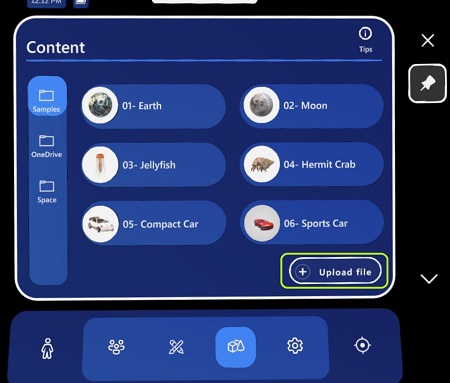 12:12 PM
Content
Tips
Samples
OneDrive
Space
01- Earth
02- Moon
03- Jellyfish
04- Hermit Crab
05- Compact Car
06- Sports Car
Upload file